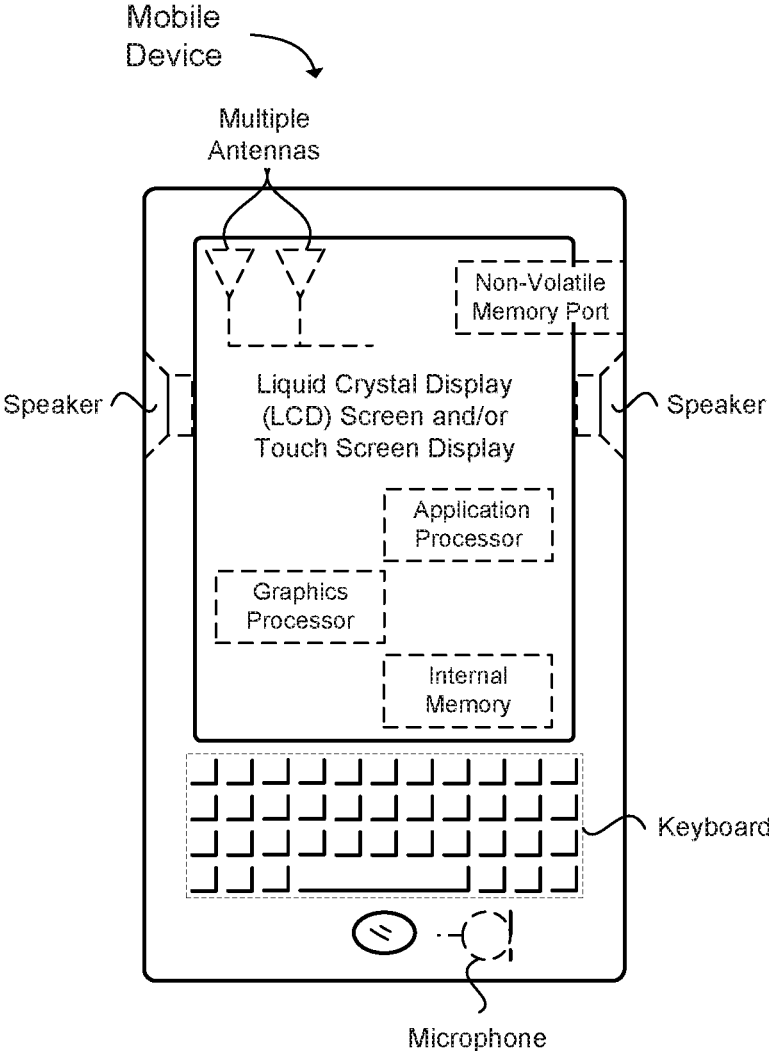 Mobile
Device
Multiple
Antennas
Non-Volatile
Memory Port
Speaker
Liquid Crystal Display
(LCD) Screen and/or
Touch Screen Display
Speaker
Application
Processor
Graphics
Processor
Internal
Memory
Keyboard
Microphone